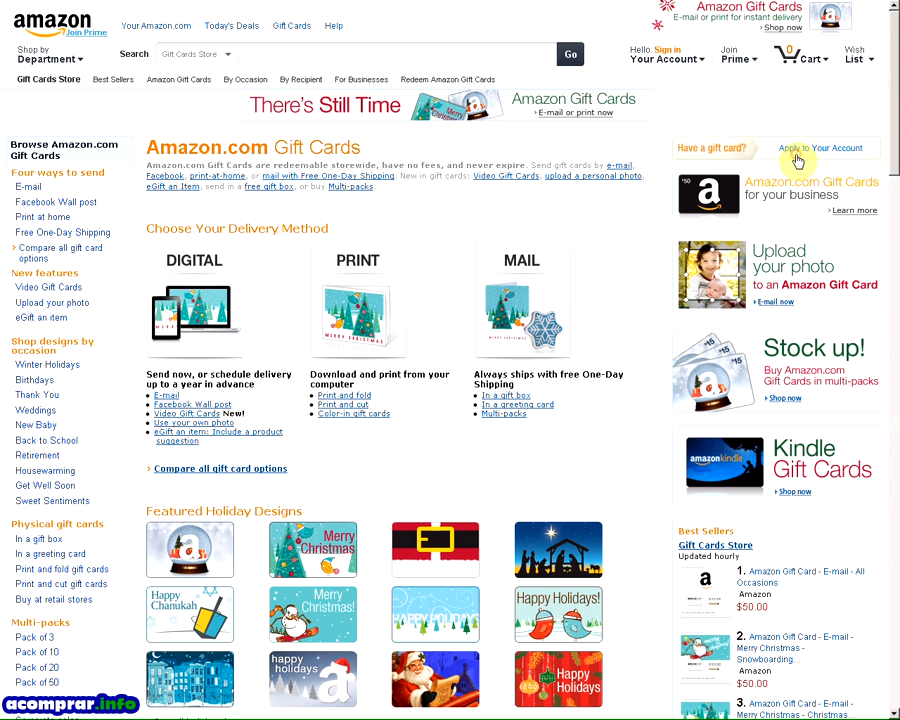 amazon
Join Prime
Your Amazon.com
Today's Deals
Gift Cards
Help
Amazon Gift Cards
E-mail or print for instant delivery
Shop now
Shop by
Department
Search
Gift Cards Store
Go
Hello. Sign in
Your Account
Join
Prime
0
Cart
Wish
List
Gift Cards Store
Best Sellers
Amazon Gift Cards
By Occasion
By Recipient
For Businesses
Redeem Amazon Gift Cards
There's Still Time
Amazon Gift Cards
E-mail or print now
Browse Amazon.com
Gift Cards
Four ways to send
E-mail
Facebook Wall post
Print at home
Free One-Day Shipping
Compare all gift card
options
New features
Video Gift Cards
Upload your photo
eGift an item
Shop designs by
occasion
Winter Holidays
Birthdays
Thank You
Weddings
New Baby
Back to School
Retirement
Housewarming
Get Well Soon
Sweet Sentiments
Physical gift cards
In a gift box
In a greeting card
Print and fold gift cards
Print and cut gift cards
Buy at retail stores
Multi-packs
Pack of 3
Pack of 10
Pack of 20
Pack of 50
acomprar.info
Amazon.com Gift Cards
Amazon.com Gift Cards are redeemable storewide, have no fees, and never expire. Send gift cards by e-mail,
Facebook, print-at-home, or mail with Free One-Day Shipping. New in gift cards: Video Gift Cards, upload a personal photo,
eGift an Item, send in a free gift box, or buy Multi-packs.
Choose Your Delivery Method
DIGITAL
Send now, or schedule delivery
up to a year in advance
E-mail
Facebook Wall post
Video Gift Cards New!
Use your own photo
eGift an item: Include a product
suggestion
PRINT
MERRY CHRISTMAS
Download and print from your
computer
Print and fold
Print and cut
Color-in gift cards
MAIL
Always ships with free One-Day
Shipping
In a gift box
In a greeting card
Multi-packs
Compare all gift card options
Featured Holiday Designs
a
Merry
Christmas
Happy
Chanukah
Merry
Christmas!
HAPPY HOLIDAYS
Happy Holidays!
happy
holidays
a
Happy
Holidays
Have a gift card?
Apply to Your Account
$50
a
Amazon.com Gift Cards
for your business
Learn more
Upload
your photo
to an Amazon Gift Card
E-mail now
$15
$15
$15
a
Stock up!
Buy Amazon.com
Gift Cards in multi-packs
Shop now
amazonkindle
Kindle
Gift Cards
Shop now
Best Sellers
Gift Cards Store
Updated hourly
a
1. Amazon Gift Card - E-mail - All
Occasions
Amazon
$50.00
2. Amazon Gift Card - E-mail -
Merry Christmas -
Snowboarding...
Amazon
$50.00
3. Amazon Gift Card - E-mail -
Merry Christmas -